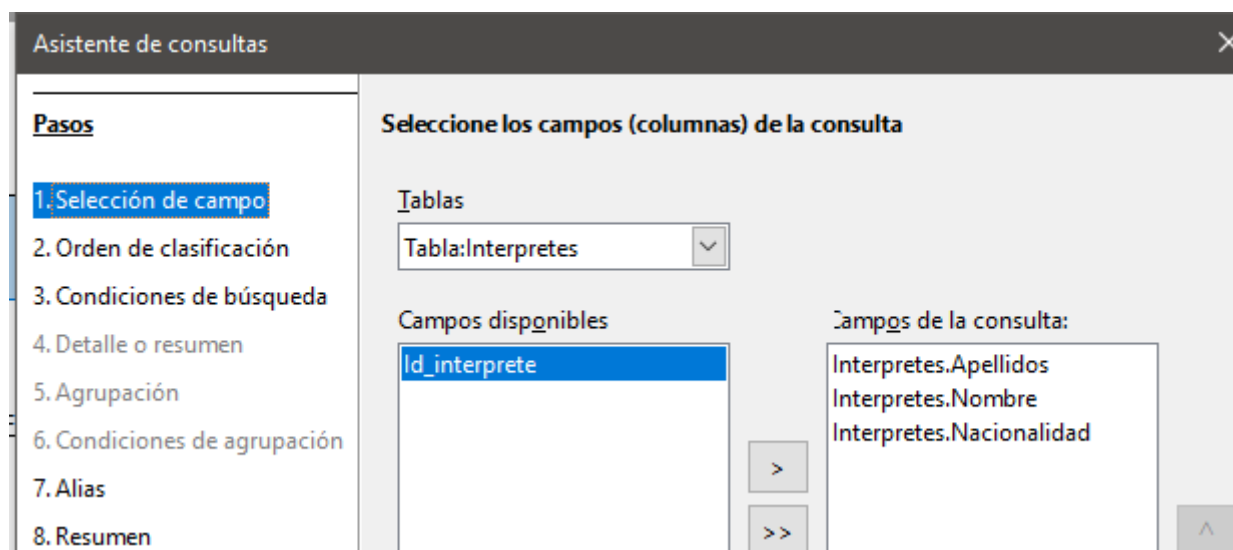 Asistente de consultas
Pasos
1. Selección de campo
2. Orden de clasificación
3. Condiciones de búsqueda
4. Detalle o resumen
5. Agrupación
6. Condiciones de agrupación
7. Alias
8. Resumen
Seleccione los campos (columnas) de la consulta
Tablas
Tabla:Interpretes
Campos disponibles
Id_interprete
>
>>
Campos de la consulta:
Interpretes.Apellidos
Interpretes.Nombre
Interpretes.Nacionalidad
^